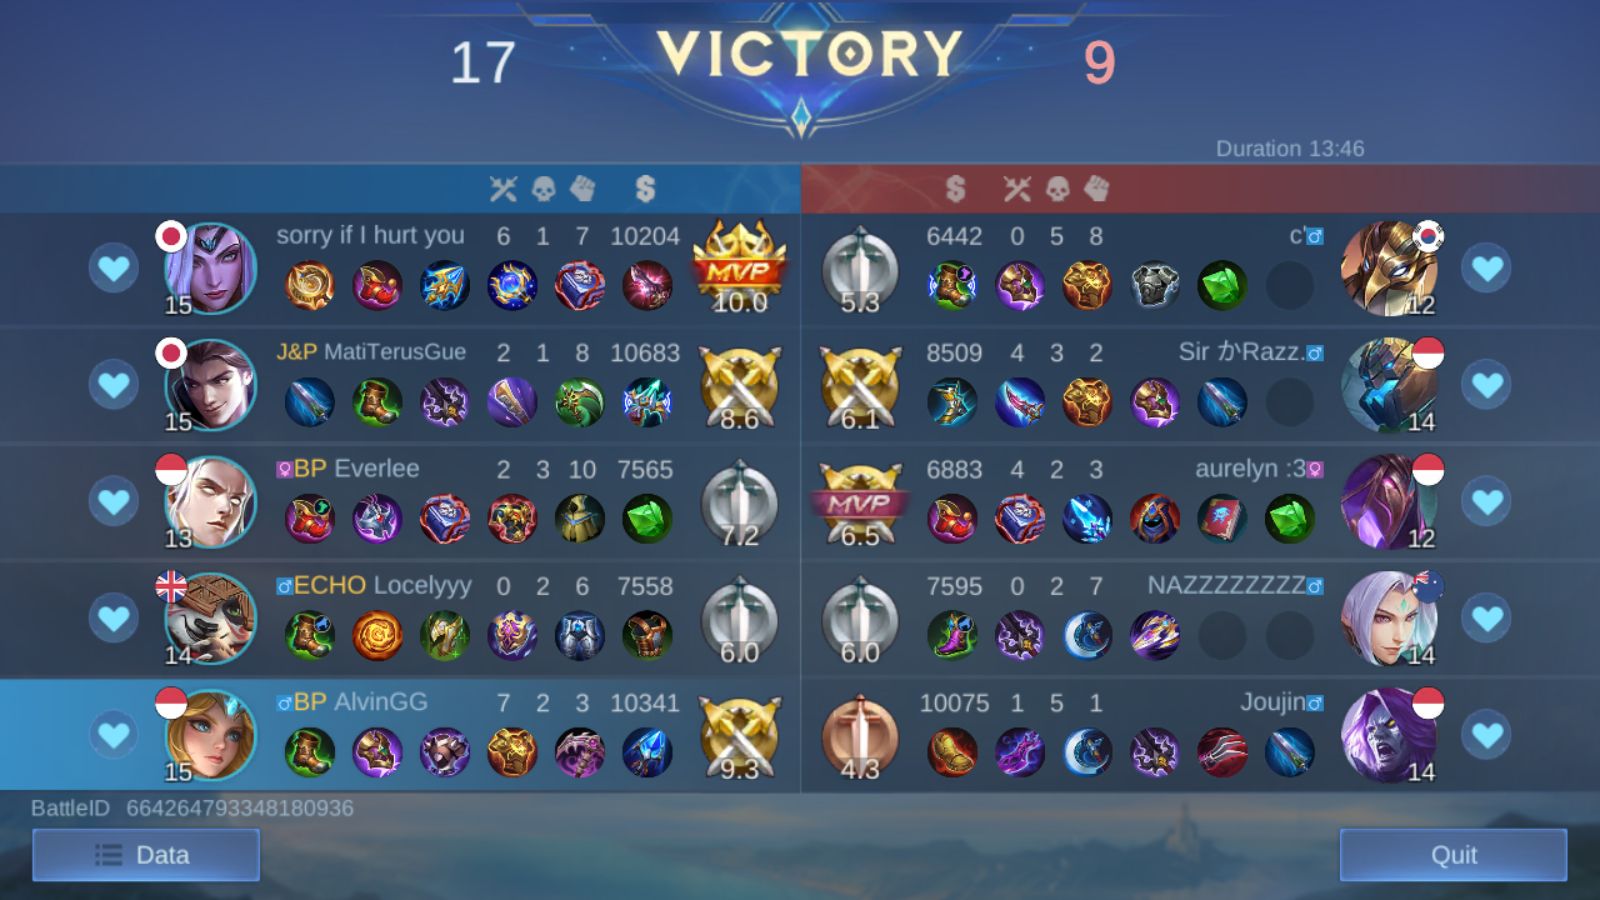 17 VICTORY 9
Duration 13:46
sorry if I hurt you 6 1 7 10204 MVP 10.0
15
5.3 6442 0 5 8 c'
12
J&P MatiTerusGue 2 1 8 10683 8.6
15
6.1 8509 4 3 2 Sir かRazz.
14
BP Everlee 2 3 10 7565 7.2
13
MVP 6.5 6883 4 2 3 aurelyn :3
12
ECHO Locelyyy 0 2 6 7558 6.0
14
6.0 7595 0 2 7 NAZZZZZZZZ
14
BP AlvinGG 7 2 3 10341 9.3
15
4.3 10075 1 5 1 Joujin
14
BattleID 664264793348180936
Data
Quit